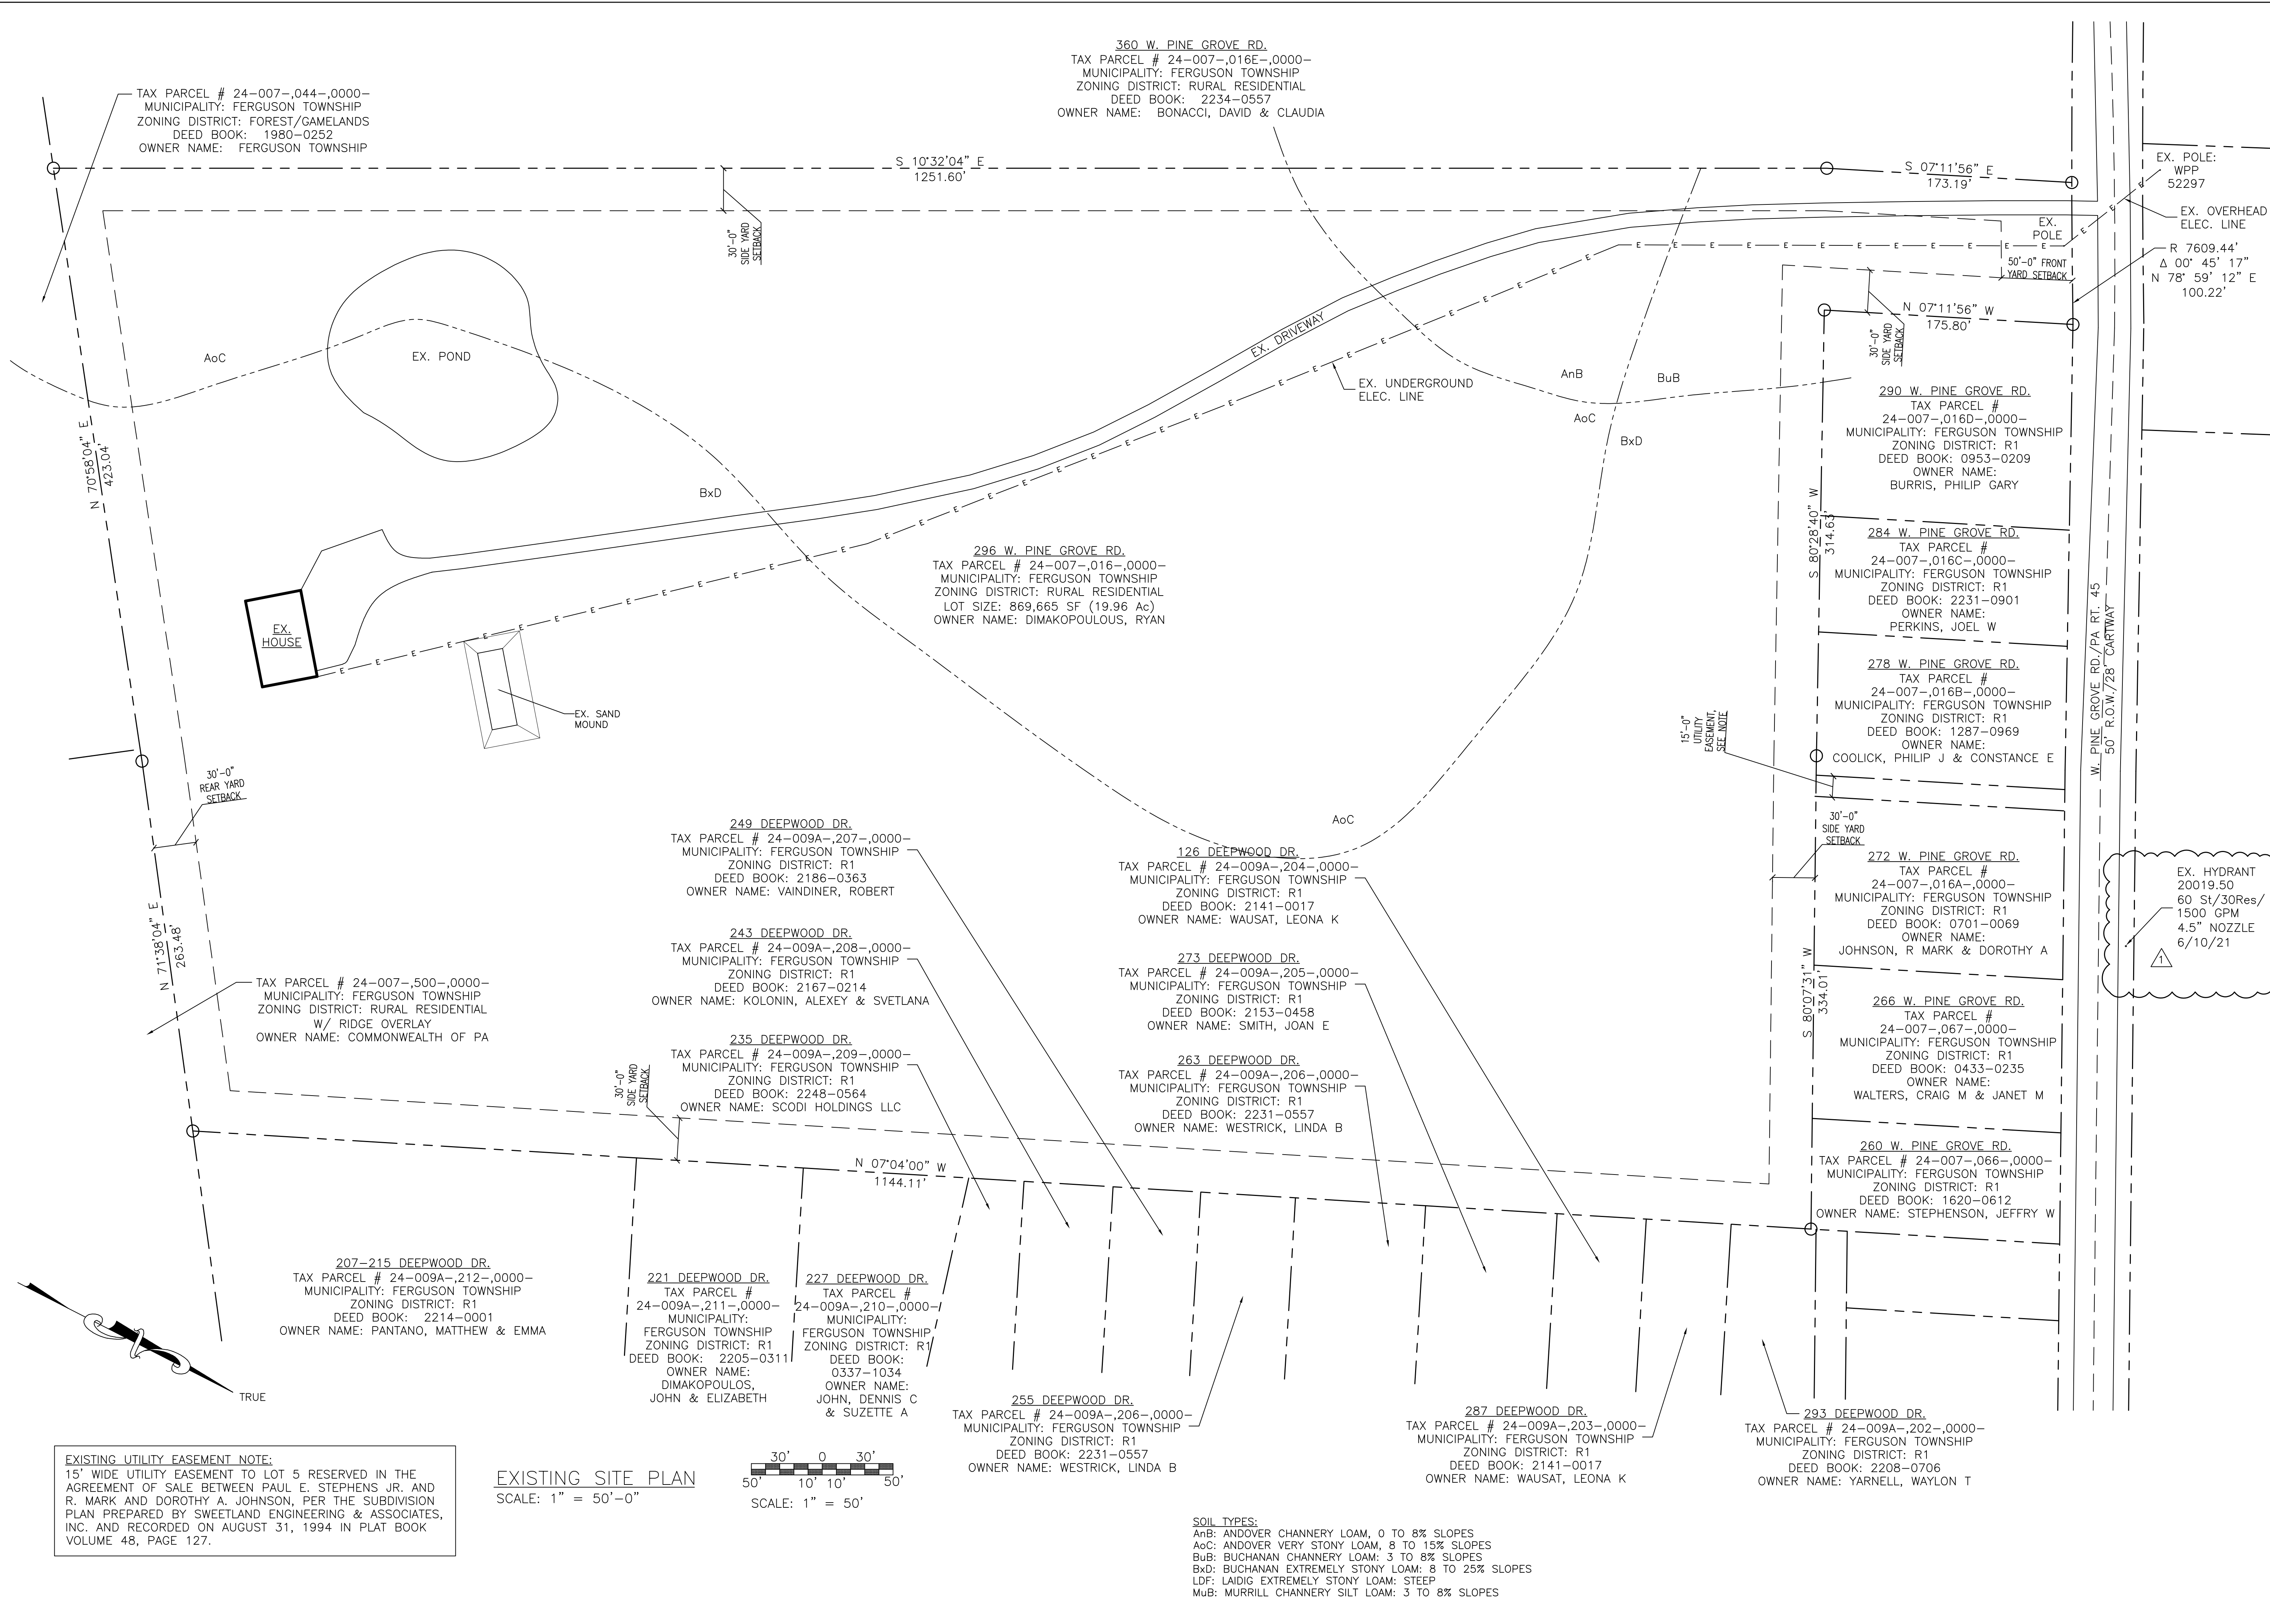 360 W. PINE GROVE RD.
TAX PARCEL # 24-007-,016E-,0000-
MUNICIPALITY: FERGUSON TOWNSHIP
ZONING DISTRICT: RURAL RESIDENTIAL
DEED BOOK: 2234-0557
OWNER NAME: BONACCI, DAVID & CLAUDIA
TAX PARCEL # 24-007-,044-,0000-
MUNICIPALITY: FERGUSON TOWNSHIP
ZONING DISTRICT: FOREST/GAMELANDS
DEED BOOK: 1980-0252
OWNER NAME: FERGUSON TOWNSHIP
S 10°32'04" E
1251.60'
S 07°11'56" E
173.19'
EX. POLE:
WPP
52297
EX. OVERHEAD
ELEC. LINE
EX.
POLE
R 7609.44'
Δ 00° 45' 17"
N 78° 59' 12" E
100.22'
30'-0"
SIDE YARD
SETBACK
50'-0" FRONT
YARD SETBACK
N 07°11'56" W
175.80'
30'-0"
SIDE YARD
SETBACK
E E E E E E E E E E E
AoC
EX. POND
EX. DRIVEWAY
EX. UNDERGROUND
ELEC. LINE
AnB
BuB
AoC
BxD
BxD
N 70°58'04" E
423.04'
290 W. PINE GROVE RD.
TAX PARCEL #
24-007-,016D-,0000-
MUNICIPALITY: FERGUSON TOWNSHIP
ZONING DISTRICT: R1
DEED BOOK: 0953-0209
OWNER NAME:
BURRIS, PHILIP GARY
S 80°28'40" W
314.63'
284 W. PINE GROVE RD.
TAX PARCEL #
24-007-,016C-,0000-
MUNICIPALITY: FERGUSON TOWNSHIP
ZONING DISTRICT: R1
DEED BOOK: 2231-0901
OWNER NAME:
PERKINS, JOEL W
296 W. PINE GROVE RD.
TAX PARCEL # 24-007-,016-,0000-
MUNICIPALITY: FERGUSON TOWNSHIP
ZONING DISTRICT: RURAL RESIDENTIAL
LOT SIZE: 869,665 SF (19.96 Ac)
OWNER NAME: DIMAKOPOULOUS, RYAN
EX.
HOUSE
EX. SAND
MOUND
W. PINE GROVE RD./PA RT. 45
50' R.O.W./28' CARTWAY
278 W. PINE GROVE RD.
TAX PARCEL #
24-007-,016B-,0000-
MUNICIPALITY: FERGUSON TOWNSHIP
ZONING DISTRICT: R1
DEED BOOK: 1287-0969
OWNER NAME:
COOLICK, PHILIP J & CONSTANCE E
15'-0"
UTILITY
EASEMENT,
SEE NOTE
30'-0"
REAR YARD
SETBACK
30'-0"
SIDE YARD
SETBACK
AoC
249 DEEPWOOD DR.
TAX PARCEL # 24-009A-,207-,0000-
MUNICIPALITY: FERGUSON TOWNSHIP
ZONING DISTRICT: R1
DEED BOOK: 2186-0363
OWNER NAME: VAINDINER, ROBERT
126 DEEPWOOD DR.
TAX PARCEL # 24-009A-,204-,0000-
MUNICIPALITY: FERGUSON TOWNSHIP
ZONING DISTRICT: R1
DEED BOOK: 2141-0017
OWNER NAME: WAUSAT, LEONA K
272 W. PINE GROVE RD.
TAX PARCEL #
24-007-,016A-,0000-
MUNICIPALITY: FERGUSON TOWNSHIP
ZONING DISTRICT: R1
DEED BOOK: 0701-0069
OWNER NAME:
JOHNSON, R MARK & DOROTHY A
EX. HYDRANT
20019.50
60 St/30Res/
1500 GPM
4.5" NOZZLE
6/10/21
1
N 71°38'04" E
263.48'
243 DEEPWOOD DR.
TAX PARCEL # 24-009A-,208-,0000-
MUNICIPALITY: FERGUSON TOWNSHIP
ZONING DISTRICT: R1
DEED BOOK: 2167-0214
OWNER NAME: KOLONIN, ALEXEY & SVETLANA
273 DEEPWOOD DR.
TAX PARCEL # 24-009A-,205-,0000-
MUNICIPALITY: FERGUSON TOWNSHIP
ZONING DISTRICT: R1
DEED BOOK: 2153-0458
OWNER NAME: SMITH, JOAN E
S 80°07'31" W
334.01'
TAX PARCEL # 24-007-,500-,0000-
MUNICIPALITY: FERGUSON TOWNSHIP
ZONING DISTRICT: RURAL RESIDENTIAL
W/ RIDGE OVERLAY
OWNER NAME: COMMONWEALTH OF PA
266 W. PINE GROVE RD.
TAX PARCEL #
24-007-,067-,0000-
MUNICIPALITY: FERGUSON TOWNSHIP
ZONING DISTRICT: R1
DEED BOOK: 0433-0235
OWNER NAME:
WALTERS, CRAIG M & JANET M
30'-0"
SIDE YARD
SETBACK
235 DEEPWOOD DR.
TAX PARCEL # 24-009A-,209-,0000-
MUNICIPALITY: FERGUSON TOWNSHIP
ZONING DISTRICT: R1
DEED BOOK: 2248-0564
OWNER NAME: SCODI HOLDINGS LLC
263 DEEPWOOD DR.
TAX PARCEL # 24-009A-,206-,0000-
MUNICIPALITY: FERGUSON TOWNSHIP
ZONING DISTRICT: R1
DEED BOOK: 2231-0557
OWNER NAME: WESTRICK, LINDA B
N 07°04'00" W
1144.11'
260 W. PINE GROVE RD.
TAX PARCEL # 24-007-,066-,0000-
MUNICIPALITY: FERGUSON TOWNSHIP
ZONING DISTRICT: R1
DEED BOOK: 1620-0612
OWNER NAME: STEPHENSON, JEFFRY W
207-215 DEEPWOOD DR.
TAX PARCEL # 24-009A-,212-,0000-
MUNICIPALITY: FERGUSON TOWNSHIP
ZONING DISTRICT: R1
DEED BOOK: 2214-0001
OWNER NAME: PANTANO, MATTHEW & EMMA
221 DEEPWOOD DR.
TAX PARCEL #
24-009A-,211-,0000-
MUNICIPALITY:
FERGUSON TOWNSHIP
ZONING DISTRICT: R1
DEED BOOK: 2205-0311
OWNER NAME:
DIMAKOPOULOS,
JOHN & ELIZABETH
227 DEEPWOOD DR.
TAX PARCEL #
24-009A-,210-,0000-
MUNICIPALITY:
FERGUSON TOWNSHIP
ZONING DISTRICT: R1
DEED BOOK:
0337-1034
OWNER NAME:
JOHN, DENNIS C
& SUZETTE A
TRUE
255 DEEPWOOD DR.
TAX PARCEL # 24-009A-,206-,0000-
MUNICIPALITY: FERGUSON TOWNSHIP
ZONING DISTRICT: R1
DEED BOOK: 2231-0557
OWNER NAME: WESTRICK, LINDA B
287 DEEPWOOD DR.
TAX PARCEL # 24-009A-,203-,0000-
MUNICIPALITY: FERGUSON TOWNSHIP
ZONING DISTRICT: R1
DEED BOOK: 2141-0017
OWNER NAME: WAUSAT, LEONA K
293 DEEPWOOD DR.
TAX PARCEL # 24-009A-,202-,0000-
MUNICIPALITY: FERGUSON TOWNSHIP
ZONING DISTRICT: R1
DEED BOOK: 2208-0706
OWNER NAME: YARNELL, WAYLON T
EXISTING UTILITY EASEMENT NOTE:
15' WIDE UTILITY EASEMENT TO LOT 5 RESERVED IN THE
AGREEMENT OF SALE BETWEEN PAUL E. STEPHENS JR. AND
R. MARK AND DOROTHY A. JOHNSON, PER THE SUBDIVISION
PLAN PREPARED BY SWEETLAND ENGINEERING & ASSOCIATES,
INC. AND RECORDED ON AUGUST 31, 1994 IN PLAT BOOK
VOLUME 48, PAGE 127.
EXISTING SITE PLAN
SCALE: 1" = 50'-0"
30' 0 30'
50' 10' 10' 50'
SCALE: 1" = 50'
SOIL TYPES:
AnB: ANDOVER CHANNERY LOAM, 0 TO 8% SLOPES
AoC: ANDOVER VERY STONY LOAM, 8 TO 15% SLOPES
BuB: BUCHANAN CHANNERY LOAM: 3 TO 8% SLOPES
BxD: BUCHANAN EXTREMELY STONY LOAM: 8 TO 25% SLOPES
LDF: LAIDIG EXTREMELY STONY LOAM: STEEP
MuB: MURRILL CHANNERY SILT LOAM: 3 TO 8% SLOPES